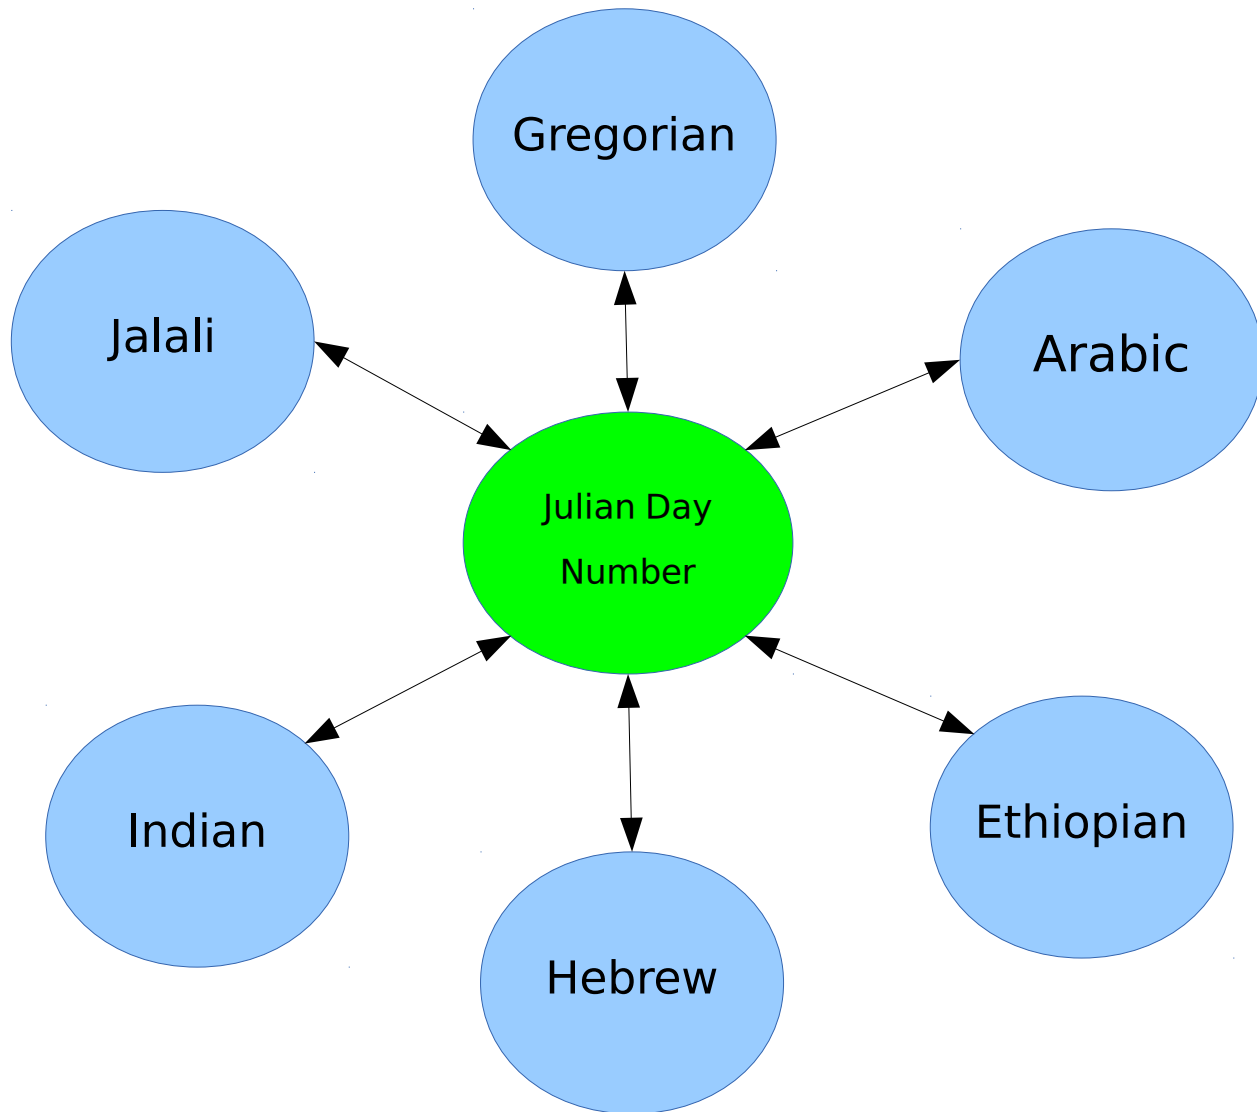 Gregorian
Jalali
Arabic
Julian Day
Number
Indian
Ethiopian
Hebrew